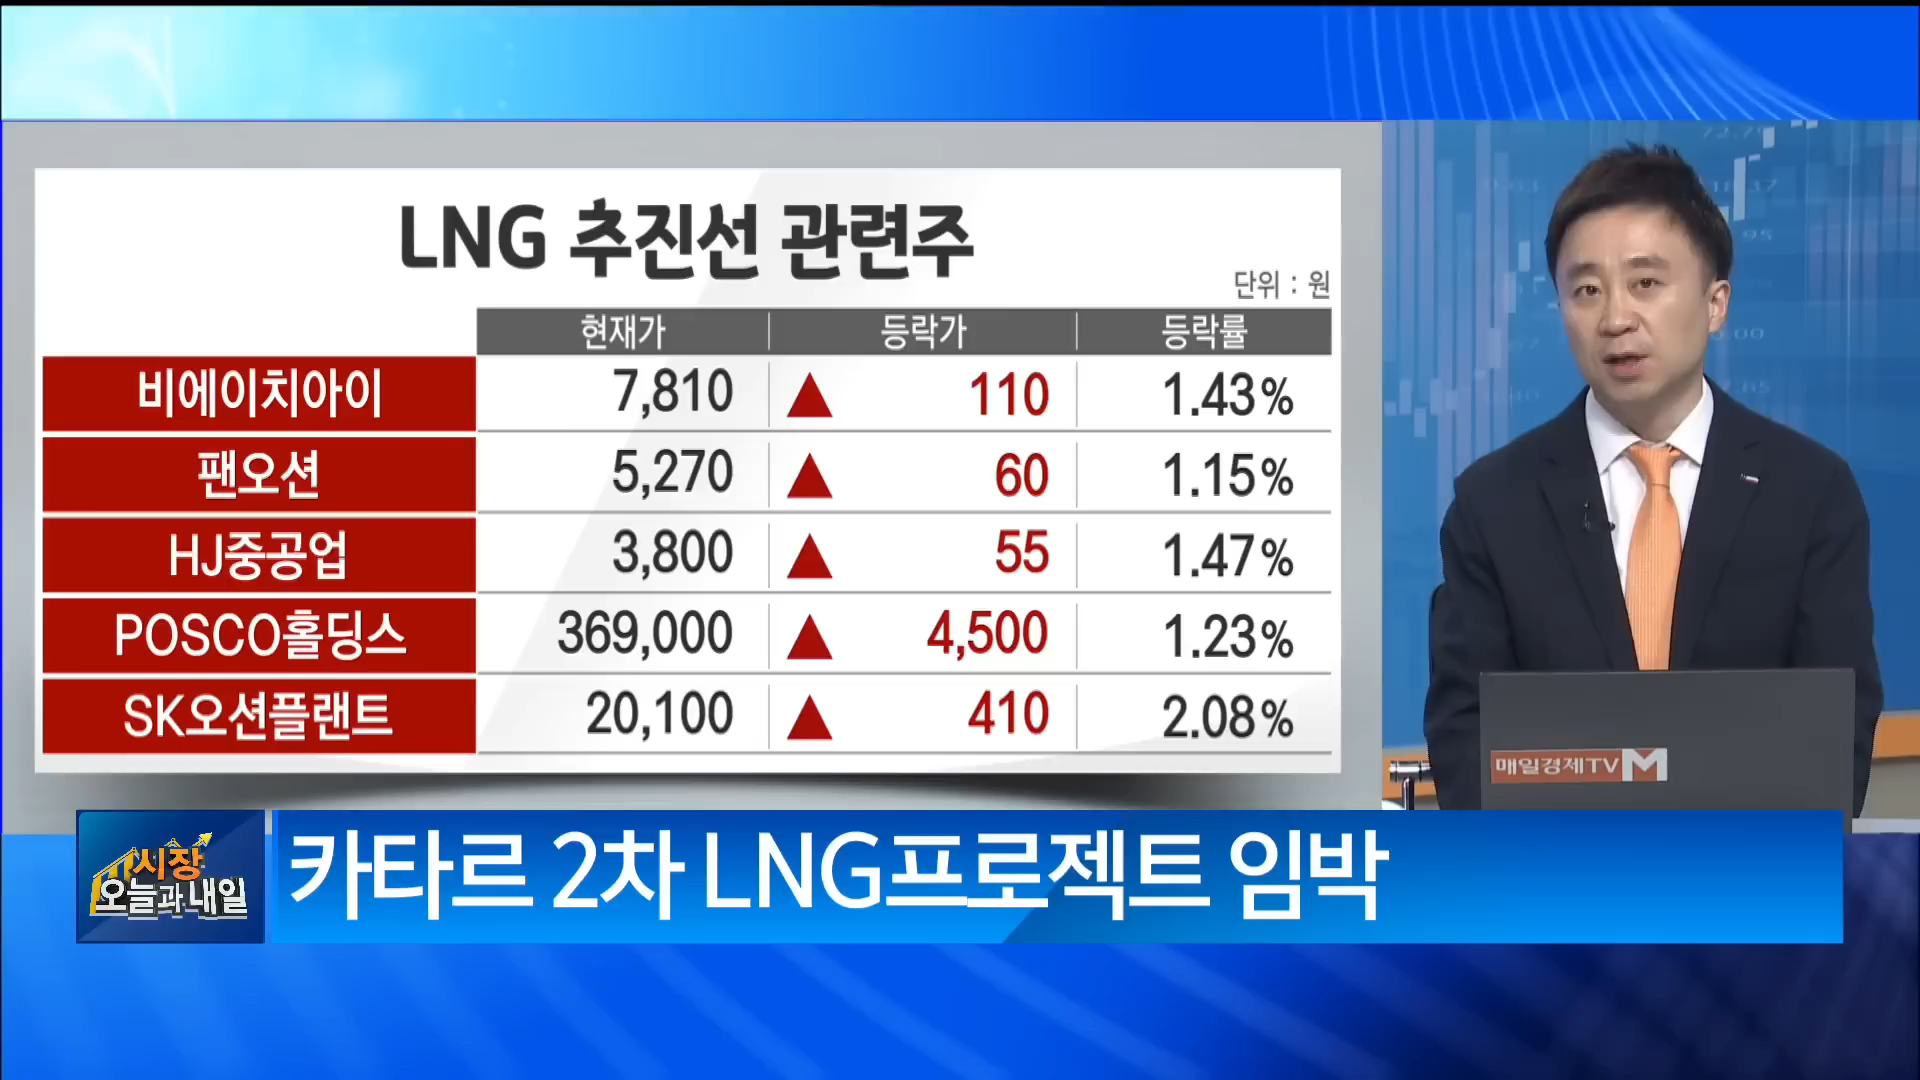 LNG 추진선 관련주
단위 : 원
현재가 등락가 등락률
비에이치아이 7,810 ▲ 110 1.43%
팬오션 5,270 ▲ 60 1.15%
HJ중공업 3,800 ▲ 55 1.47%
POSCO홀딩스 369,000 ▲ 4,500 1.23%
SK오션플랜트 20,100 ▲ 410 2.08%
매일경제TV M
시장
오늘과 내일
카타르 2차 LNG프로젝트 임박